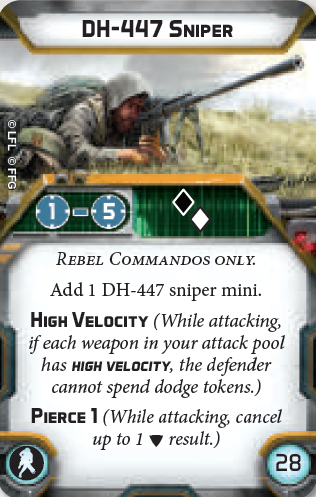 DH-447 Sniper
© LFL © FFG
1 - 5
Rebel Commandos only.
Add 1 DH-447 sniper mini.
High Velocity (While attacking,
if each weapon in your attack pool
has high velocity, the defender
cannot spend dodge tokens.)
Pierce 1 (While attacking, cancel
up to 1 result.)
28